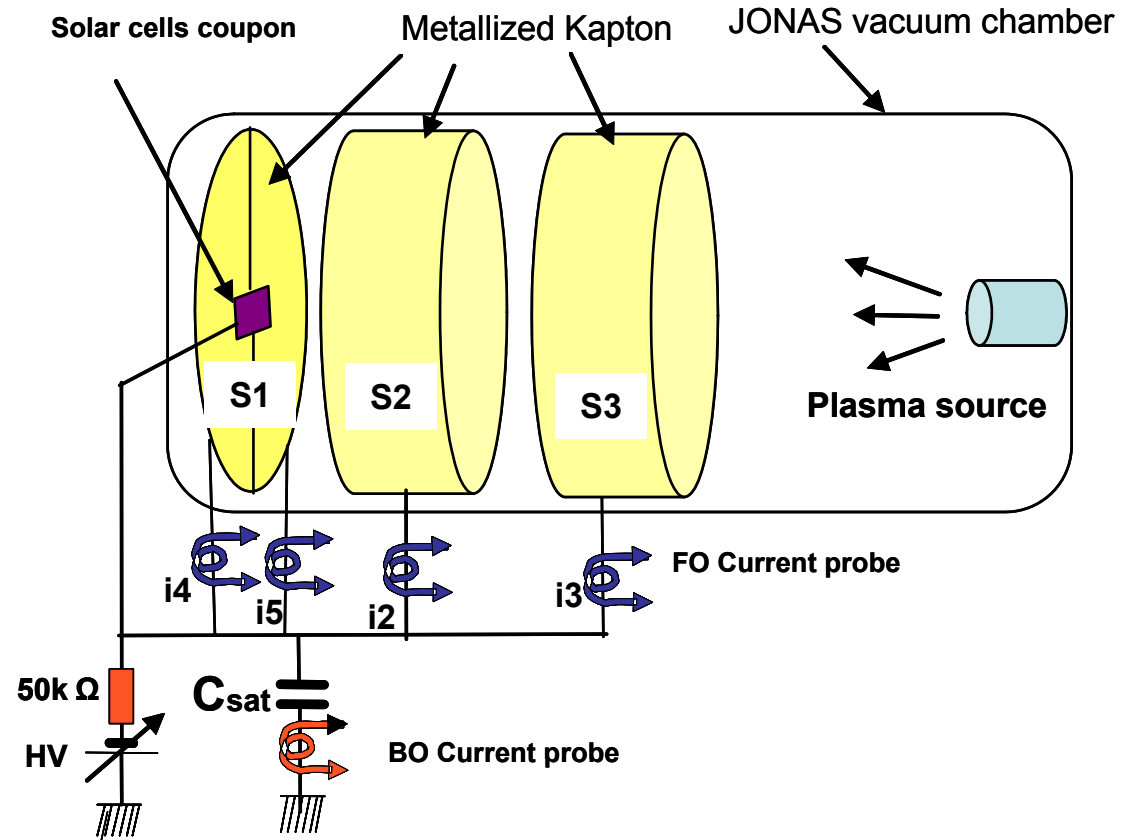 Solar cells coupon
Metallized Kapton
JONAS vacuum chamber
S1
S2
S3
Plasma source
i4
i5
i2
i3
FO Current probe
50k Ω
Csat
HV
BO Current probe